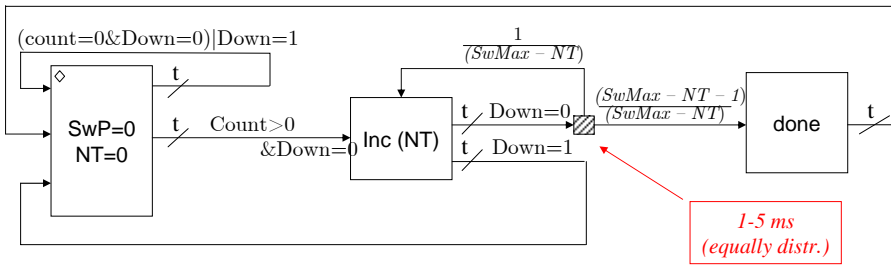 (count=0&Down=0)|Down=1
t
SwP=0
NT=0
t
Count>0
&Down=0
Inc (NT)
1
(SwMax – NT)
t Down=0
t Down=1
(SwMax – NT – 1)
(SwMax – NT)
done
t
1-5 ms
(equally distr.)